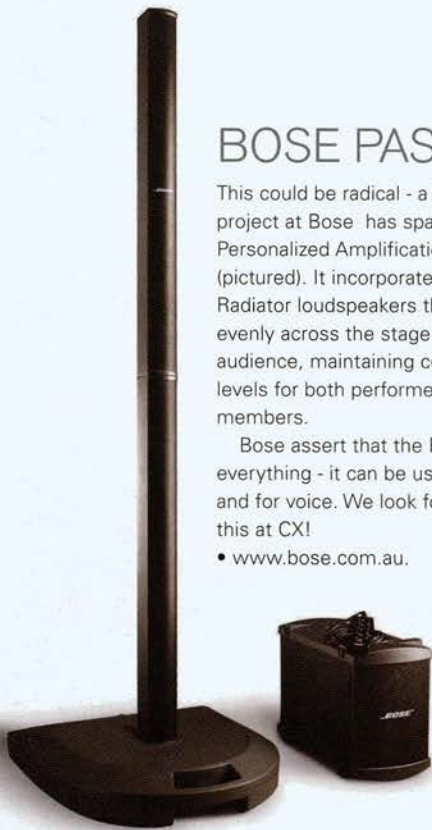 BOSE PAS
This could be radical - a
project at Bose has spa
Personalized Amplificatio
(pictured). It incorporate
Radiator loudspeakers th
evenly across the stage
audience, maintaining co
levels for both performe
members.
Bose assert that the
everything - it can be us
and for voice. We look fo
this at CX!
• www.bose.com.au.
BOSE